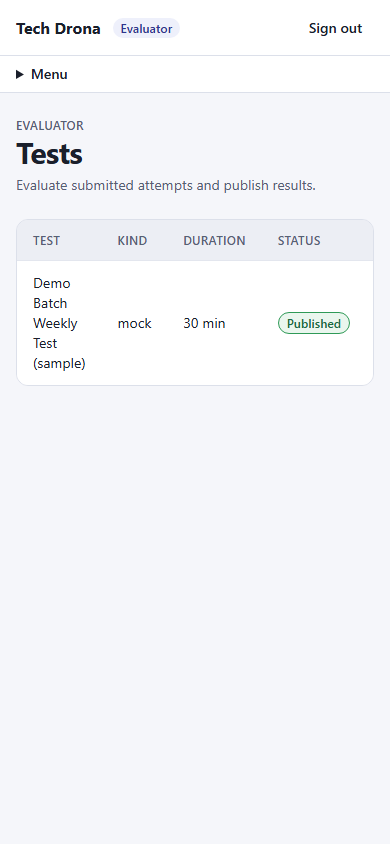 Tech Drona Evaluator Sign out
Menu
EVALUATOR
Tests
Evaluate submitted attempts and publish results.
TEST KIND DURATION STATUS
Demo
Batch
Weekly mock 30 min Published
Test
(sample)